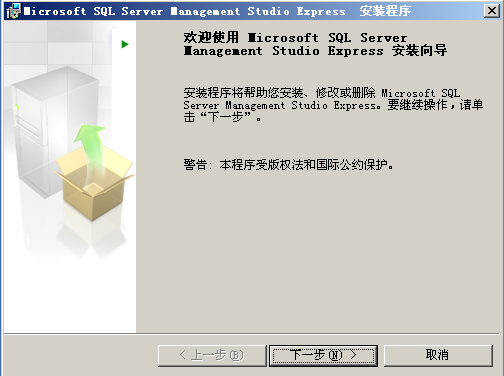 Microsoft SQL Server Management Studio Express 安装程序
欢迎使用 Microsoft SQL Server
Management Studio Express 安装向导
安装程序将帮助您安装、修改或删除 Microsoft SQL
Server Management Studio Express。要继续操作，请单
击“下一步”。
警告: 本程序受版权法和国际公约保护。
< 上一步(B)
下一步(N) >
取消